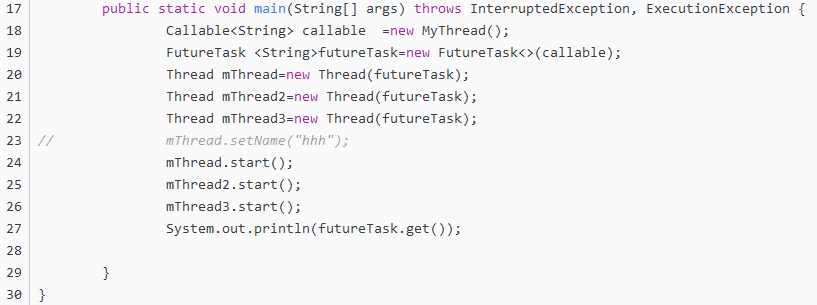 17 public static void main(String[] args) throws InterruptedException, ExecutionException {
18 Callable<String> callable  =new MyThread();
19 FutureTask <String>futureTask=new FutureTask<>(callable);
20 Thread mThread=new Thread(futureTask);
21 Thread mThread2=new Thread(futureTask);
22 Thread mThread3=new Thread(futureTask);
23 // mThread.setName("hhh");
24 mThread.start();
25 mThread2.start();
26 mThread3.start();
27 System.out.println(futureTask.get());
28
29 }
30 }